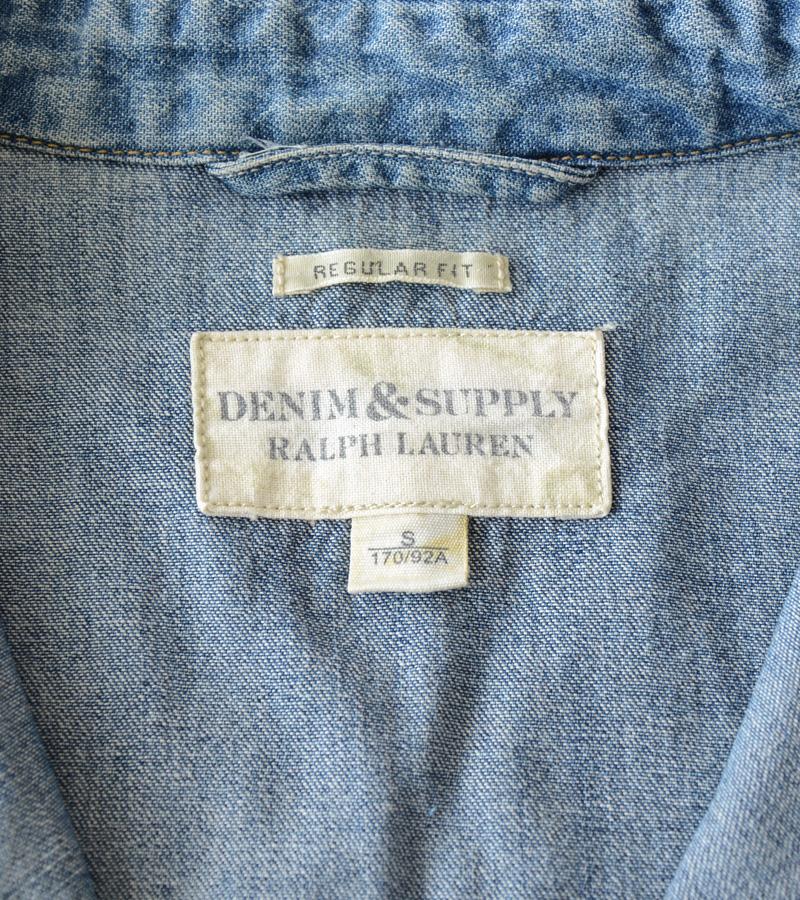 REGULAR FIT
DENIM & SUPPLY
RALPH LAUREN
S
170/92A